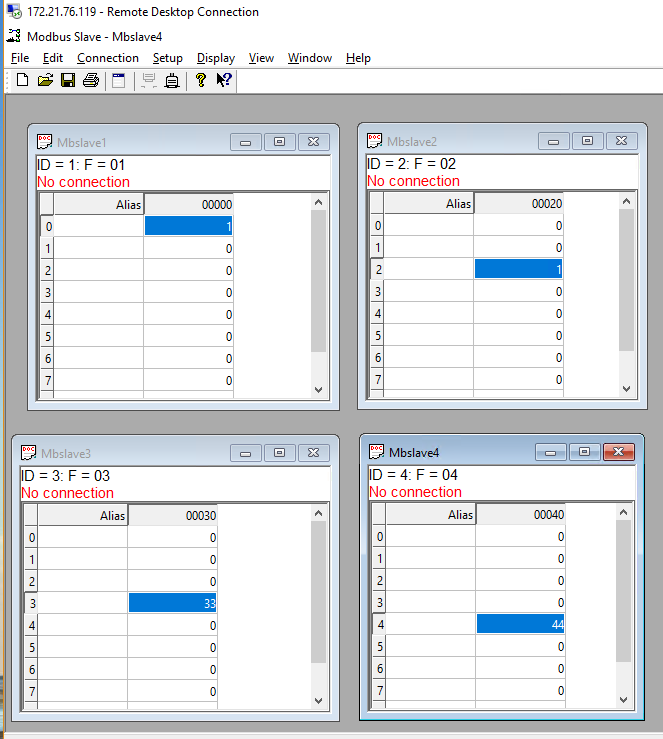 172.21.76.119 - Remote Desktop Connection
Modbus Slave - Mbslave4
File Edit Connection Setup Display View Window Help
Mbslave1
ID = 1: F = 01
No connection
Alias 00000
0 1
1 0
2 0
3 0
4 0
5 0
6 0
7 0
Mbslave2
ID = 2: F = 02
No connection
Alias 00020
0 0
1 0
2 1
3 0
4 0
5 0
6 0
7 0
Mbslave3
ID = 3: F = 03
No connection
Alias 00030
0 0
1 0
2 0
3 33
4 0
5 0
6 0
7 0
Mbslave4
ID = 4: F = 04
No connection
Alias 00040
0 0
1 0
2 0
3 0
4 44
5 0
6 0
7 0